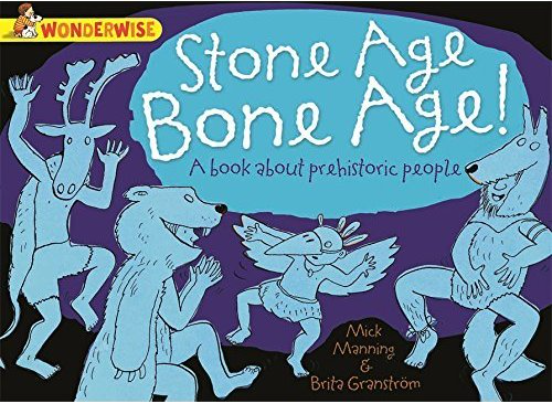 WONDERWISE
Stone Age
Bone Age!
A book about prehistoric people
Mick
Manning
&
Brita Granström